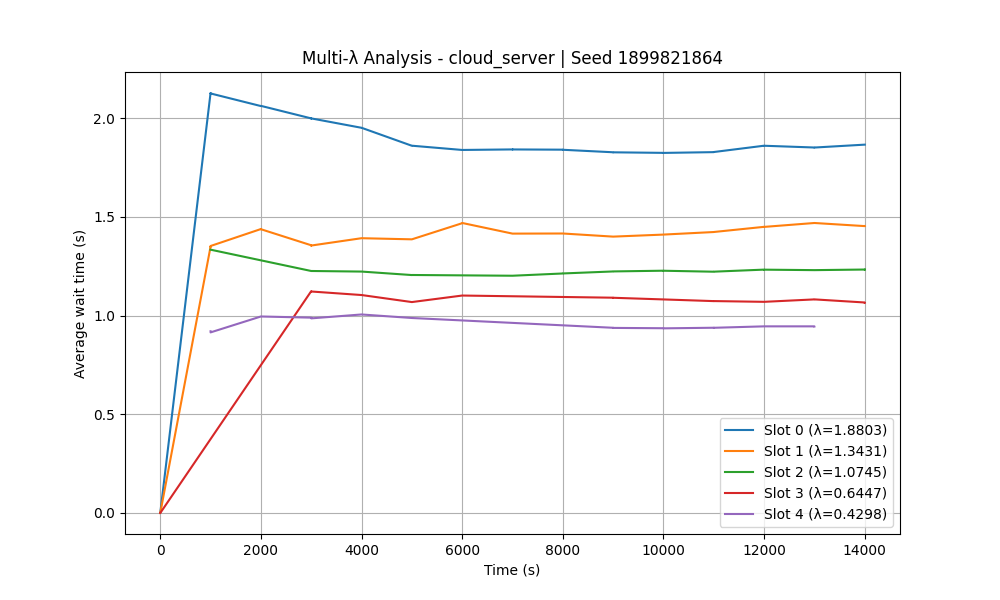 Multi-λ Analysis - cloud_server | Seed 1899821864
Average wait time (s)
2.0
1.5
1.0
0.5
0.0
0 2000 4000 6000 8000 10000 12000 14000
Time (s)
Slot 0 (λ=1.8803)
Slot 1 (λ=1.3431)
Slot 2 (λ=1.0745)
Slot 3 (λ=0.6447)
Slot 4 (λ=0.4298)